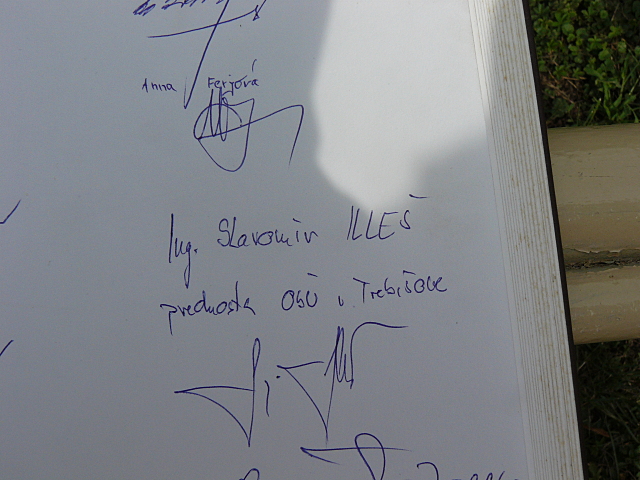 Anna Ferjová
Ing. Slavomír ILLEŠ
prednosta ObÚ v Trebišove